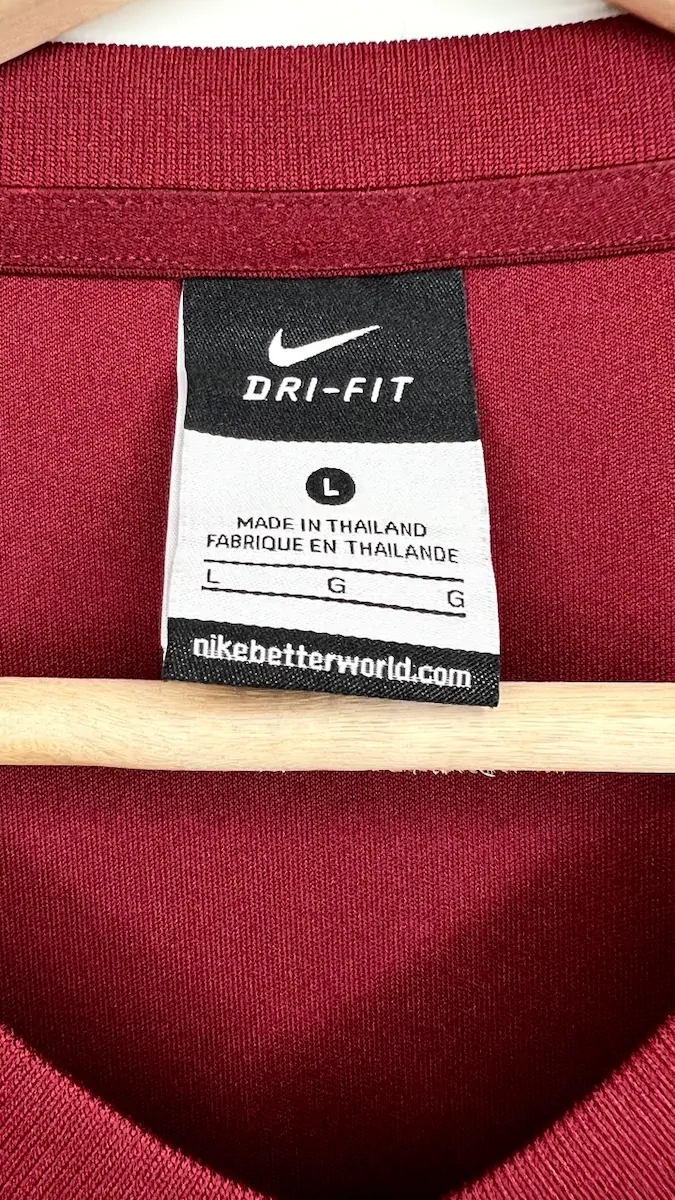 DRI-FIT
L
MADE IN THAILAND
FABRIQUE EN THAILANDE
L G G
nikebetterworld.com